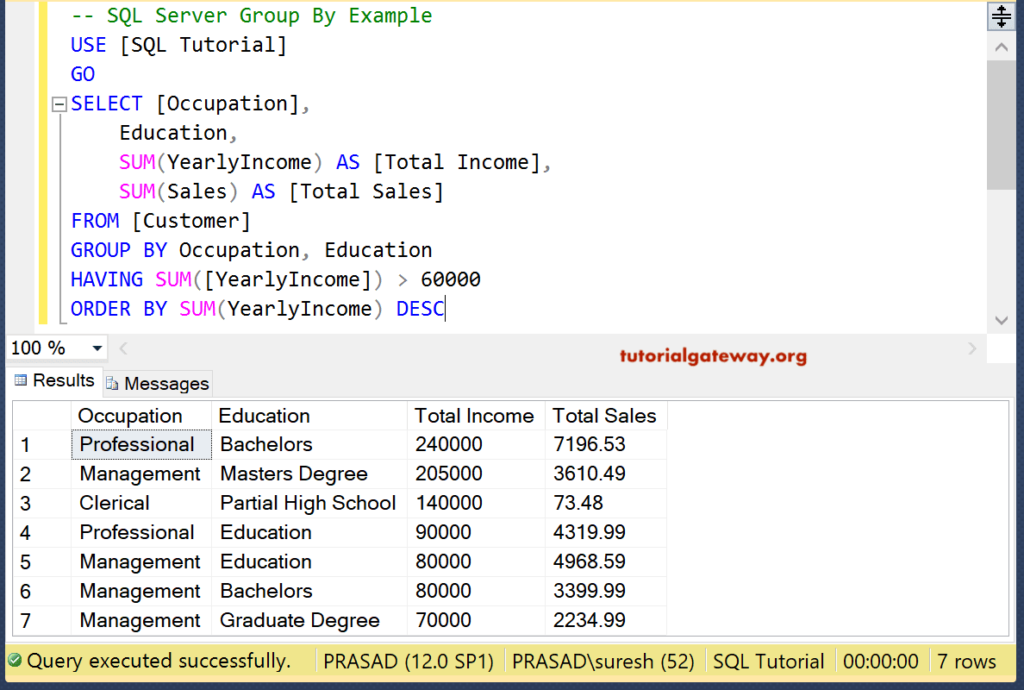 -- SQL Server Group By Example
USE [SQL Tutorial]
GO
SELECT [Occupation],
Education,
SUM(YearlyIncome) AS [Total Income],
SUM(Sales) AS [Total Sales]
FROM [Customer]
GROUP BY Occupation, Education
HAVING SUM([YearlyIncome]) > 60000
ORDER BY SUM(YearlyIncome) DESC
100 %
tutorialgateway.org
Results Messages
Occupation Education Total Income Total Sales
1 Professional Bachelors 240000 7196.53
2 Management Masters Degree 205000 3610.49
3 Clerical Partial High School 140000 73.48
4 Professional Education 90000 4319.99
5 Management Education 80000 4968.59
6 Management Bachelors 80000 3399.99
7 Management Graduate Degree 70000 2234.99
Query executed successfully. PRASAD (12.0 SP1) PRASAD\suresh (52) SQL Tutorial 00:00:00 7 rows